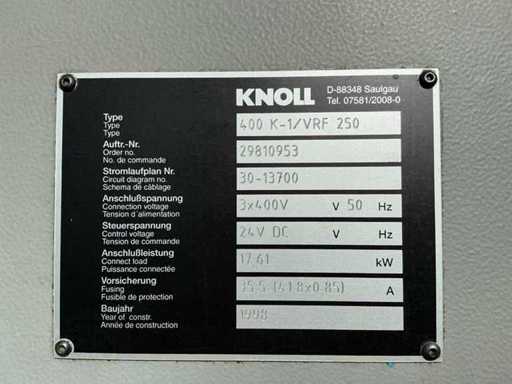 KNOLL
D-88348 Saulgau
Tel. 07581/2008-0
Type
Type
Type
400 K-1/VRF 250
Auftr.-Nr.
Order no.
No. de commande
29810953
Stromlaufplan Nr.
Circuit diagram no.
Schema de câblage
30-13700
Anschlußspannung
Connection voltage
Tension d'alimentation
3x400V V 50 Hz
Steuerspannung
Control voltage
Tension de commande
24V DC V Hz
Anschlußleistung
Connect load
Puissance connectée
17,61 kW
Vorsicherung
Fusing
Fusible de protection
35,5 (41,8x0,85) A
Baujahr
Year of constr.
Année de construction
1998